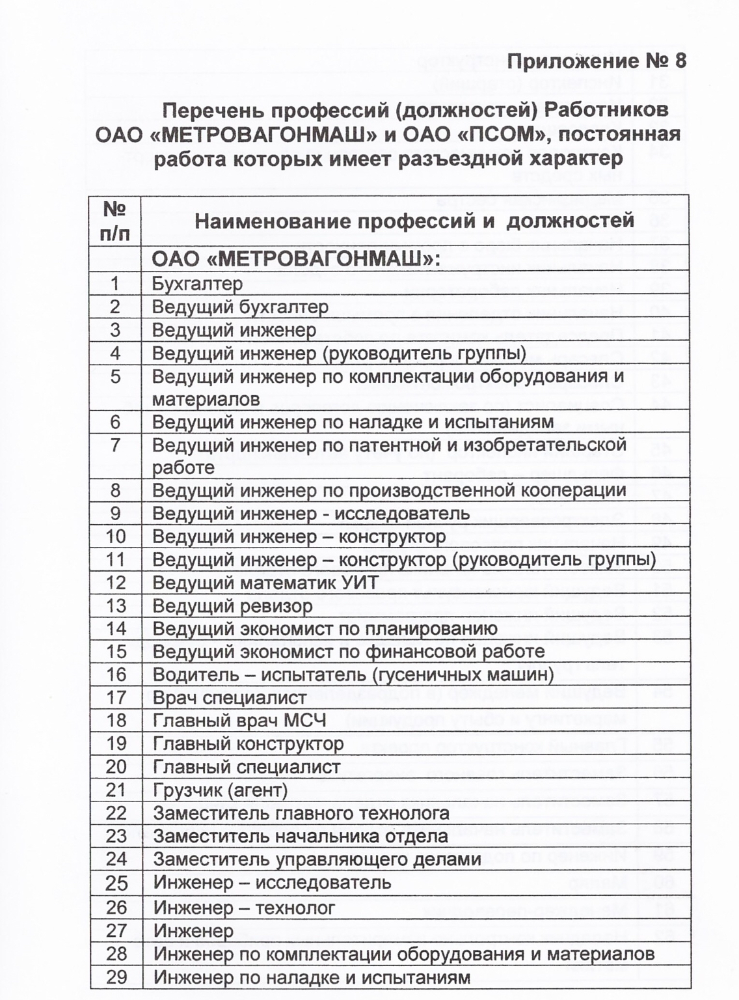 Приложение № 8
Перечень профессий (должностей) Работников
ОАО «МЕТРОВАГОНМАШ» и ОАО «ПСОМ», постоянная
работа которых имеет разъездной характер
№ п/п Наименование профессий и должностей
ОАО «МЕТРОВАГОНМАШ»:
1 Бухгалтер
2 Ведущий бухгалтер
3 Ведущий инженер
4 Ведущий инженер (руководитель группы)
5 Ведущий инженер по комплектации оборудования и
материалов
6 Ведущий инженер по наладке и испытаниям
7 Ведущий инженер по патентной и изобретательской
работе
8 Ведущий инженер по производственной кооперации
9 Ведущий инженер - исследователь
10 Ведущий инженер – конструктор
11 Ведущий инженер – конструктор (руководитель группы)
12 Ведущий математик УИТ
13 Ведущий ревизор
14 Ведущий экономист по планированию
15 Ведущий экономист по финансовой работе
16 Водитель – испытатель (гусеничных машин)
17 Врач специалист
18 Главный врач МСЧ
19 Главный конструктор
20 Главный специалист
21 Грузчик (агент)
22 Заместитель главного технолога
23 Заместитель начальника отдела
24 Заместитель управляющего делами
25 Инженер – исследователь
26 Инженер – технолог
27 Инженер
28 Инженер по комплектации оборудования и материалов
29 Инженер по наладке и испытаниям